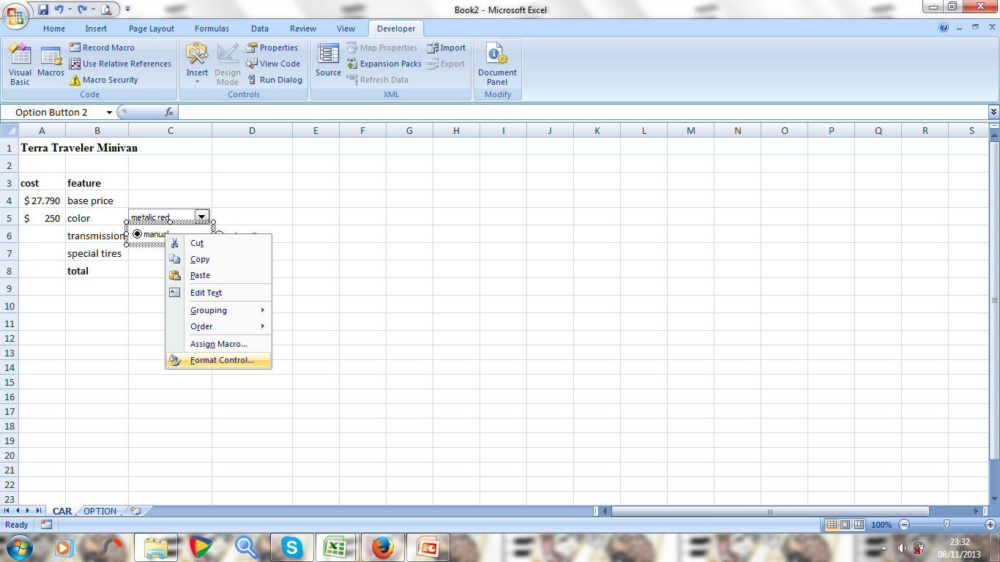 Book2 - Microsoft Excel
Home Insert Page Layout Formulas Data Review View Developer
Visual Basic
Macros
Record Macro
Use Relative References
Macro Security
Code
Insert
Design Mode
Properties
View Code
Run Dialog
Controls
Source
Map Properties
Expansion Packs
Refresh Data
Import
Export
XML
Document Panel
Modify
Option Button 2 fx
A B C D E F G H I J K L M N O P Q R S
1 Terra Traveler Minivan
2
3 cost feature
4 $ 27.790 base price
5 $ 250 color metalic red
6 transmission manual
7 special tires
8 total
9
10
11
12
13
14
15
16
17
18
19
20
21
22
23
Cut
Copy
Paste
Edit Text
Grouping
Order
Assign Macro...
Format Control...
CAR OPTION
Ready 100%
23:32
08/11/2013